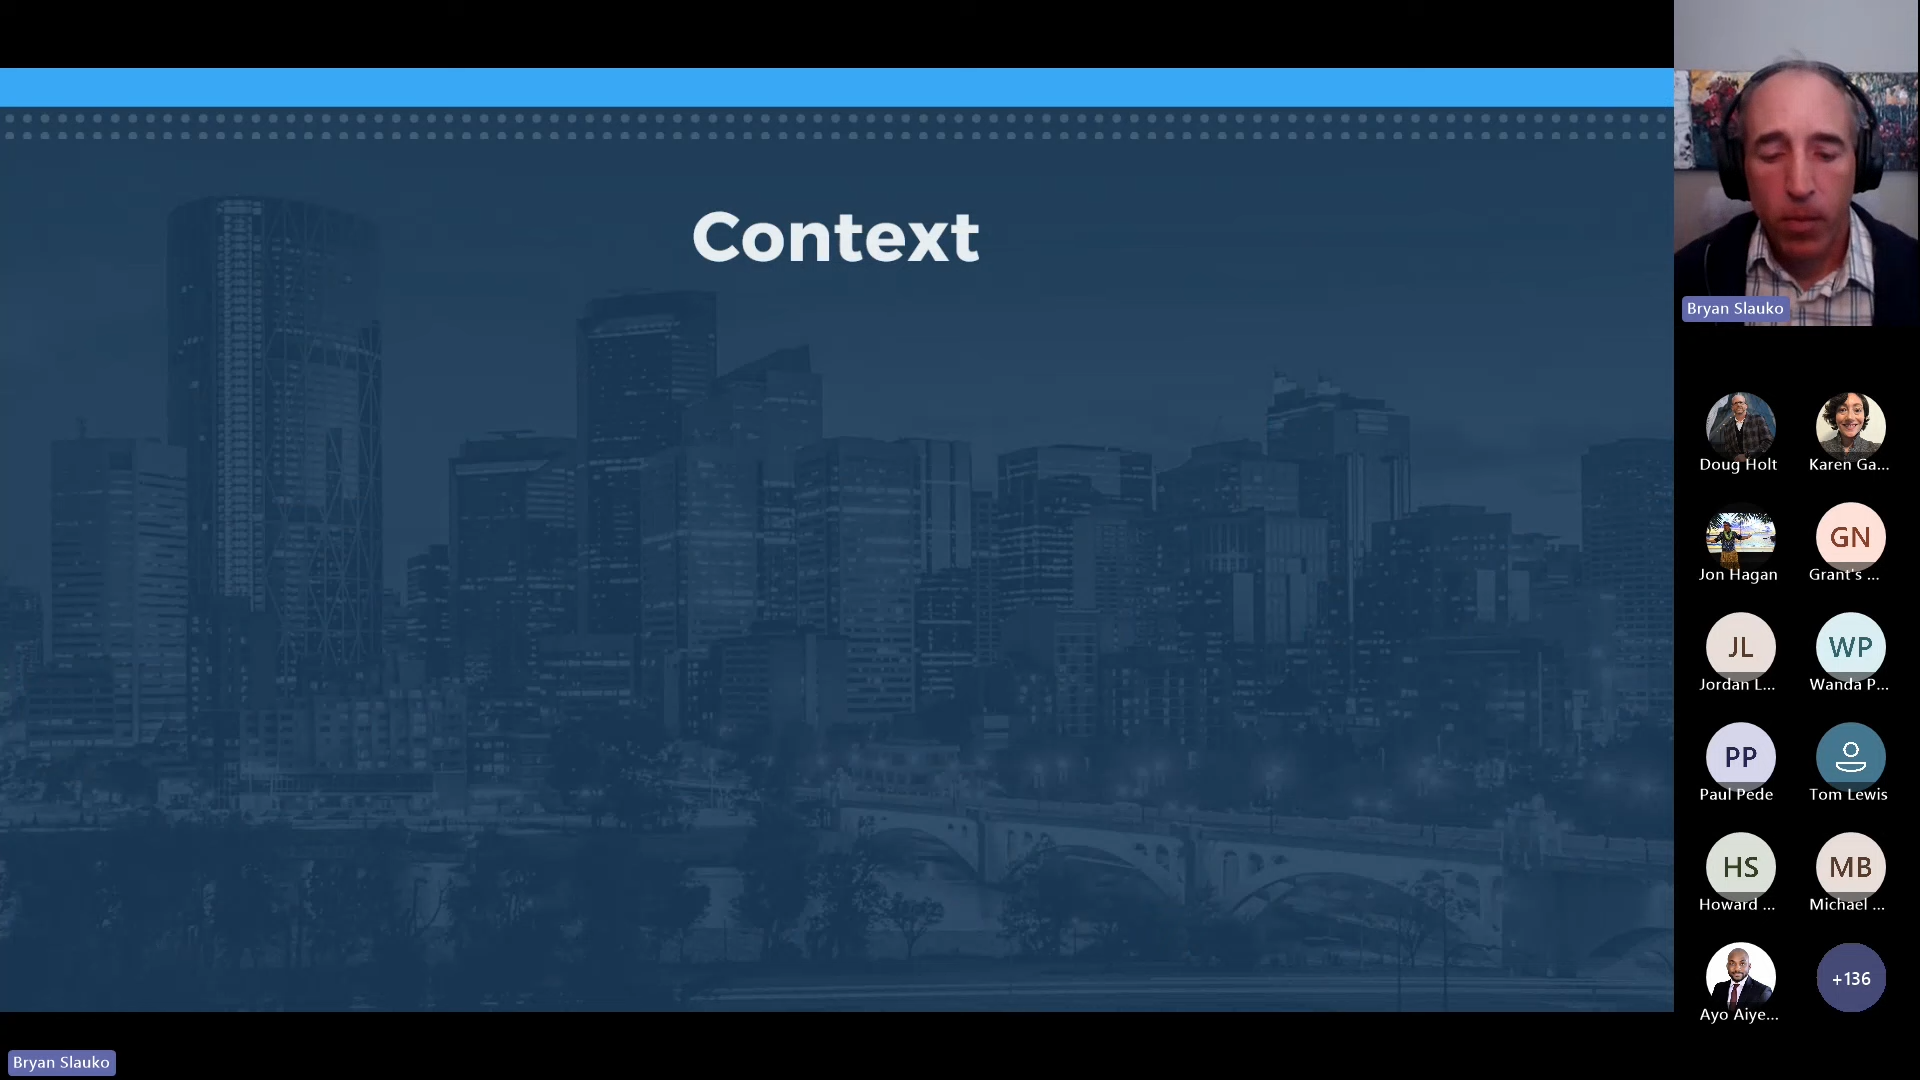 Context
Bryan Slauko
Doug Holt
Karen Ga...
Jon Hagan
GN
Grant's ...
JL
Jordan L...
WP
Wanda P...
PP
Paul Pede
Tom Lewis
HS
Howard ...
MB
Michael ...
Ayo Aiye...
+136
Bryan Slauko